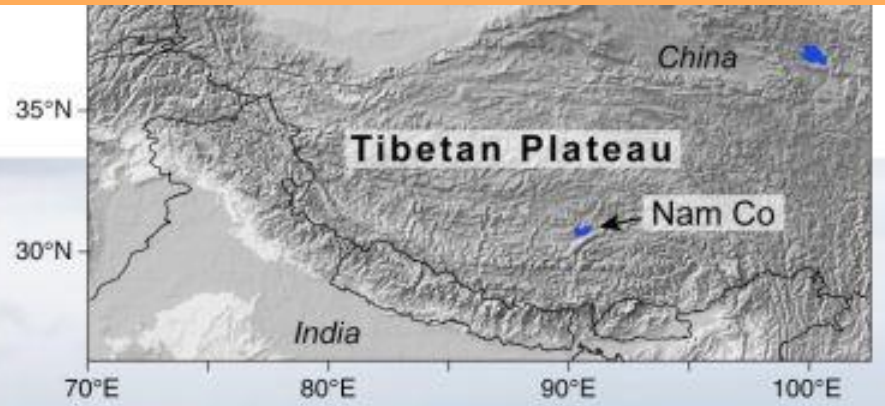 China
35°N
Tibetan Plateau
Nam Co
30°N
India
70°E 80°E 90°E 100°E